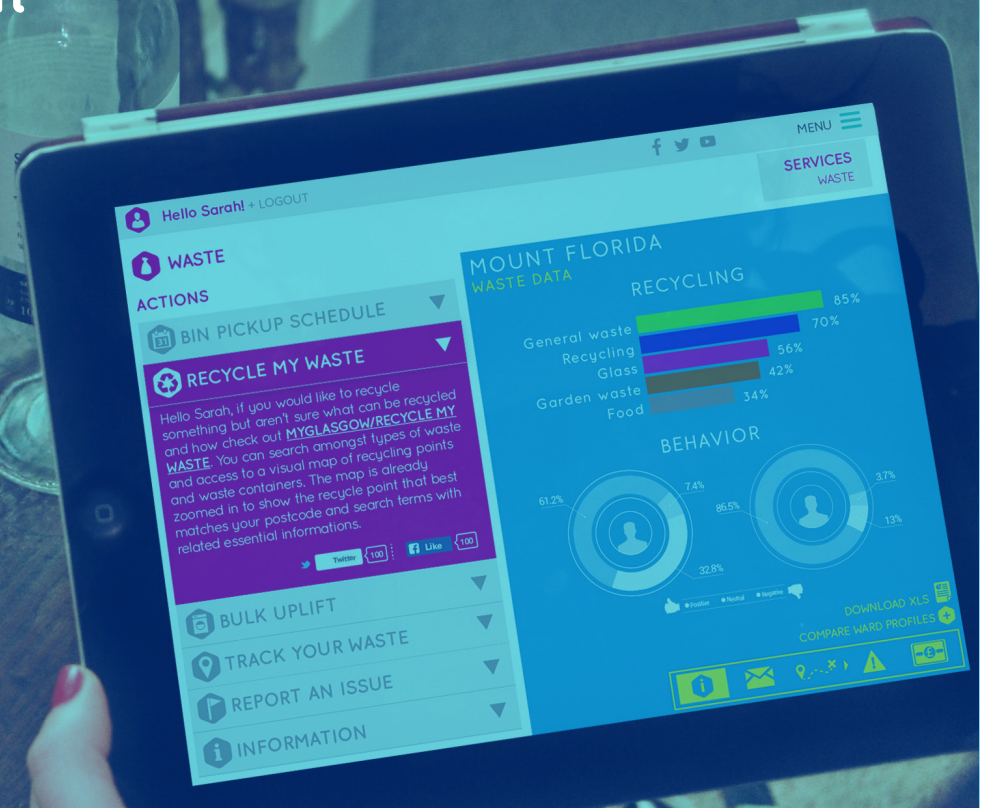 MENU
SERVICES
WASTE
Hello Sarah! + LOGOUT
WASTE
ACTIONS
BIN PICKUP SCHEDULE
31
RECYCLE MY WASTE
Hello Sarah, if you would like to recycle
something but aren't sure what can be recycled
and how check out MYGLASGOW/RECYCLE MY
WASTE. You can search amongst types of waste
and access to a visual map of recycling points
and waste containers. The map is already
zoomed in to show the recycle point that best
matches your postcode and search terms with
related essential informations.
Twitter 100
Like 100
BULK UPLIFT
TRACK YOUR WASTE
REPORT AN ISSUE
INFORMATION
MOUNT FLORIDA
WASTE DATA
RECYCLING
General waste 85%
Recycling 70%
Glass 56%
Garden waste 42%
Food 34%
BEHAVIOR
61.2%
7.4%
32.8%
86.5%
3.7%
13%
Positive Neutral Negative
DOWNLOAD XLS
COMPARE WARD PROFILES